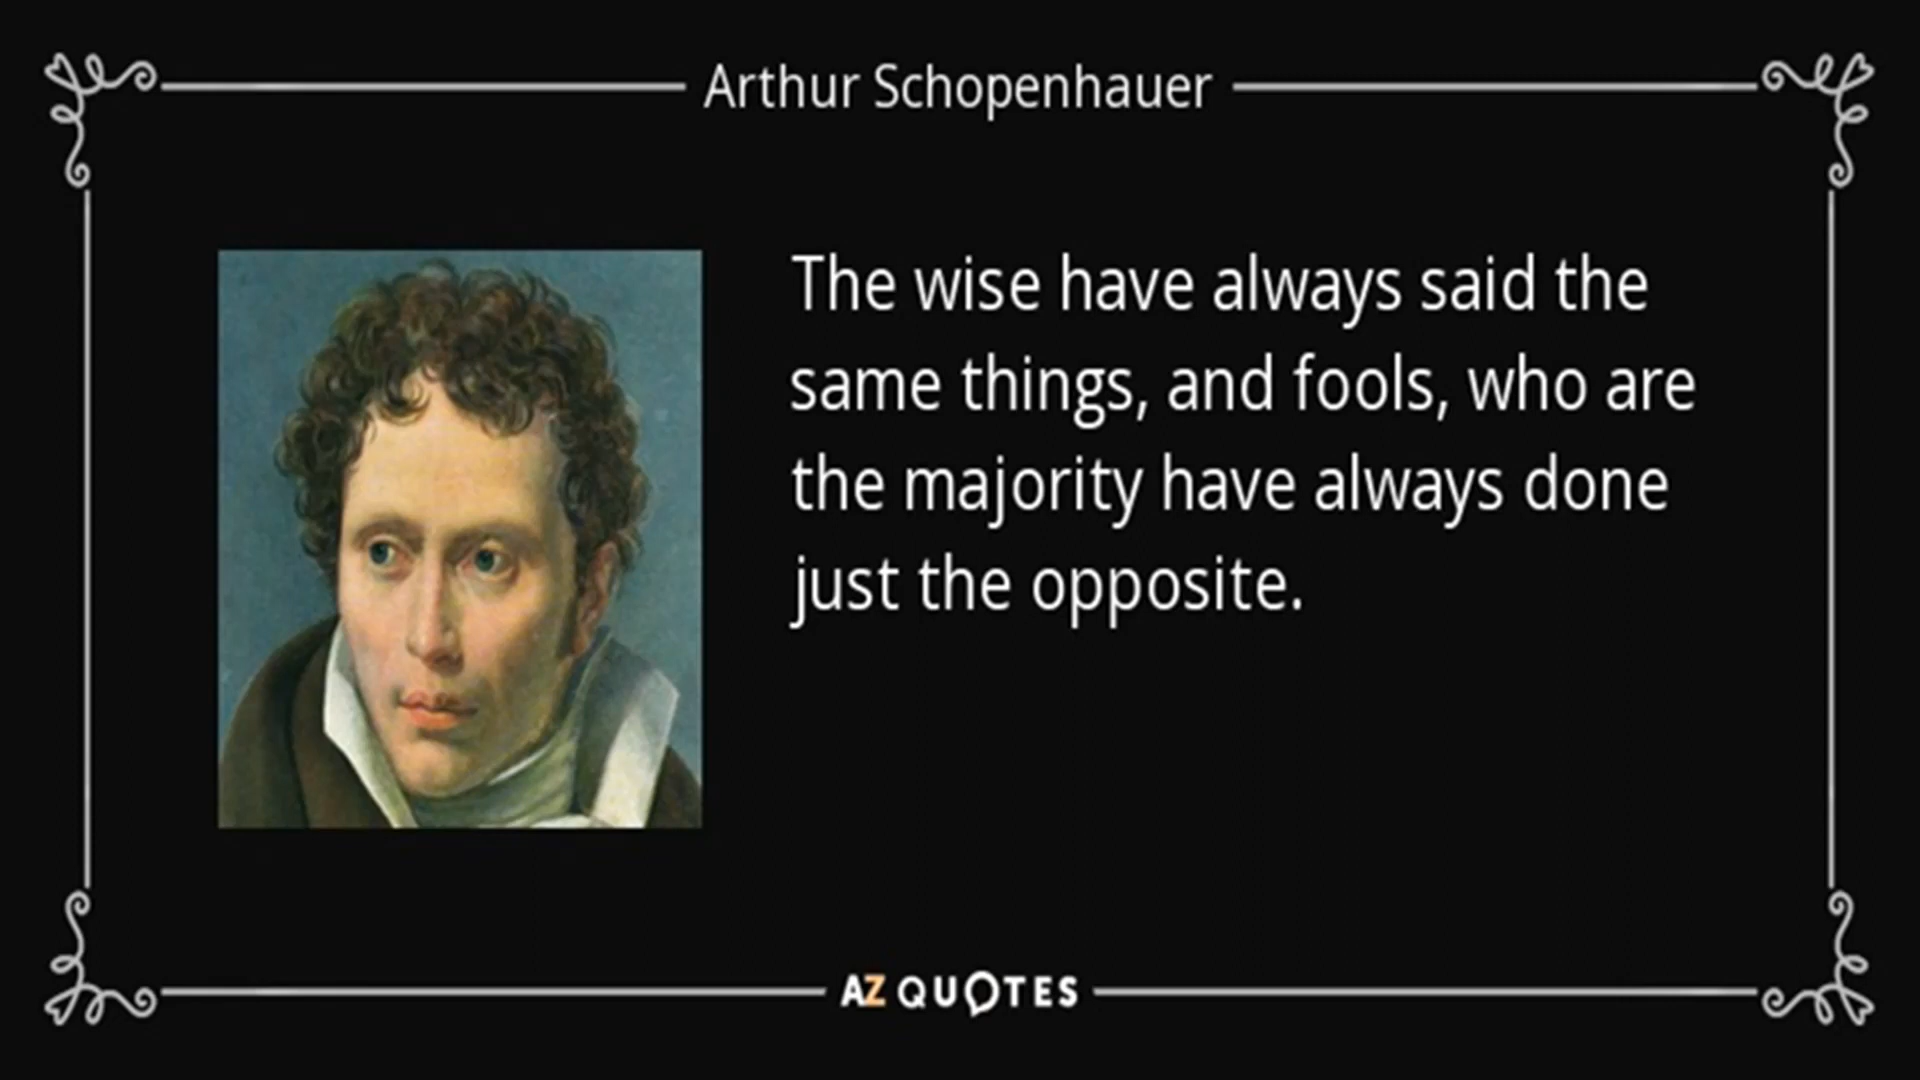 Arthur Schopenhauer
The wise have always said the
same things, and fools, who are
the majority have always done
just the opposite.
AZ QUOTES